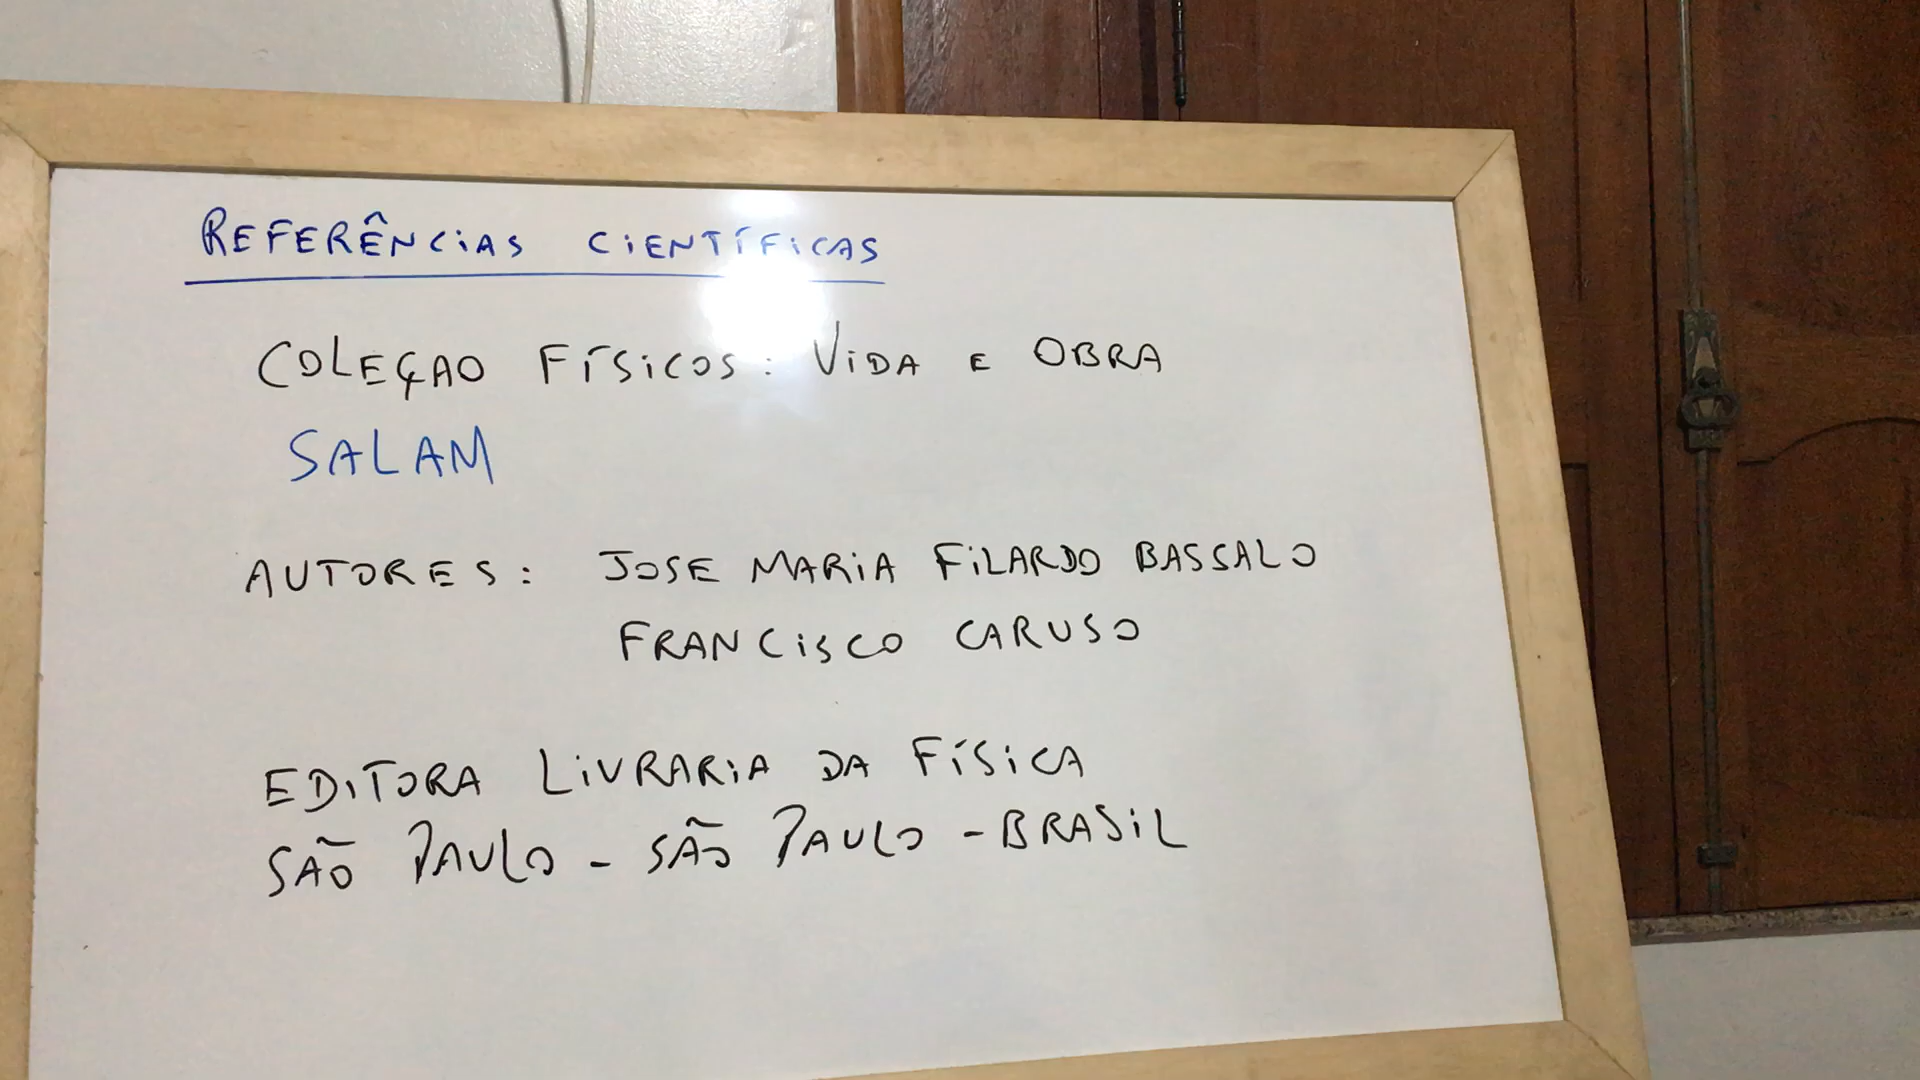 REFERÊNCIAS CIENTÍFICAS
COLEÇAO FÍSICOS: VIDA E OBRA
SALAM
AUTORES: JOSE MARIA FILARDO BASSALO
FRANCISCO CARUSO
EDITORA LIVRARIA DA FÍSICA
SÃO PAULO - SÃO PAULO - BRASIL